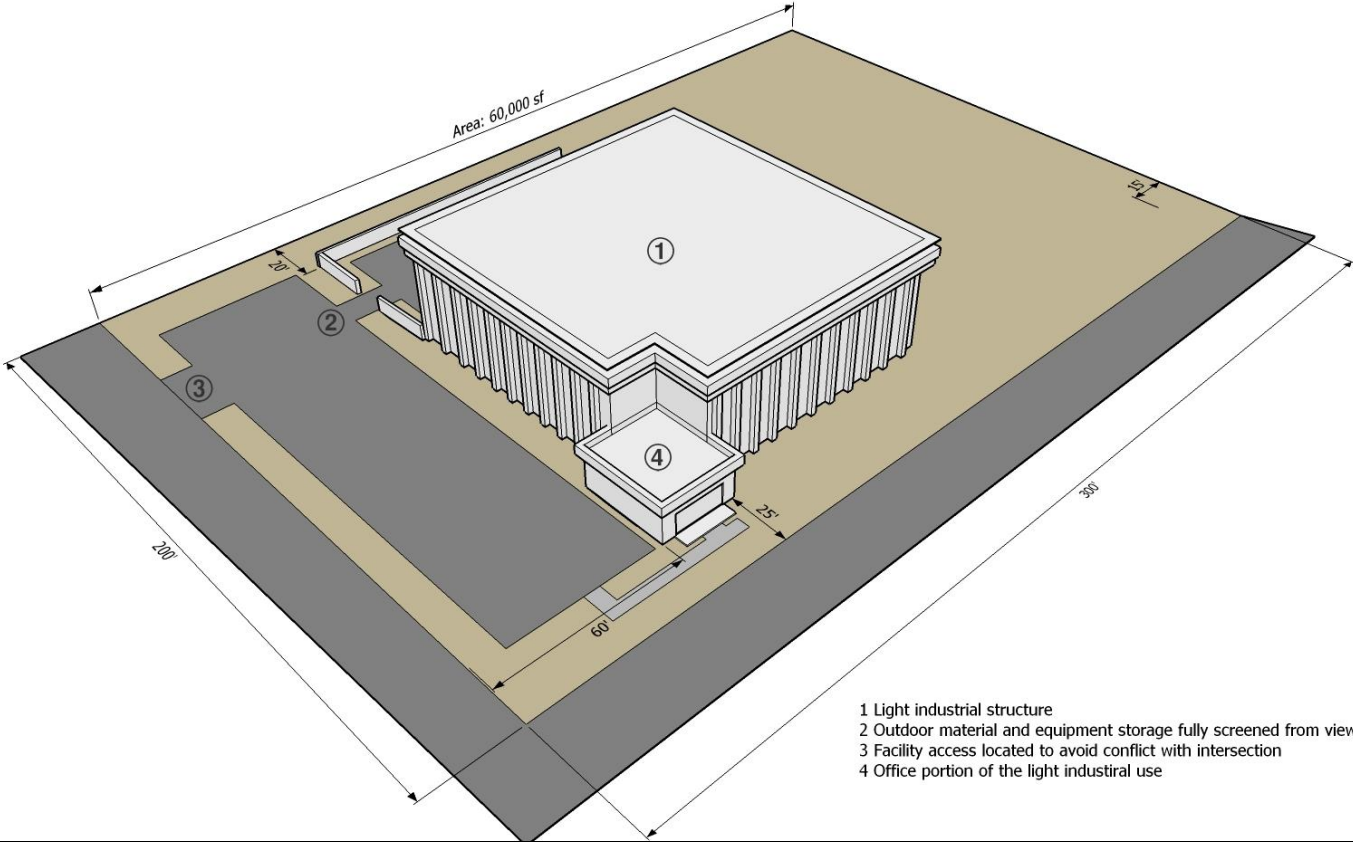 Area: 60,000 sf
15'
1
20'
2
3
4
25'
300'
200'
60'
1 Light industrial structure
2 Outdoor material and equipment storage fully screened from view
3 Facility access located to avoid conflict with intersection
4 Office portion of the light industiral use